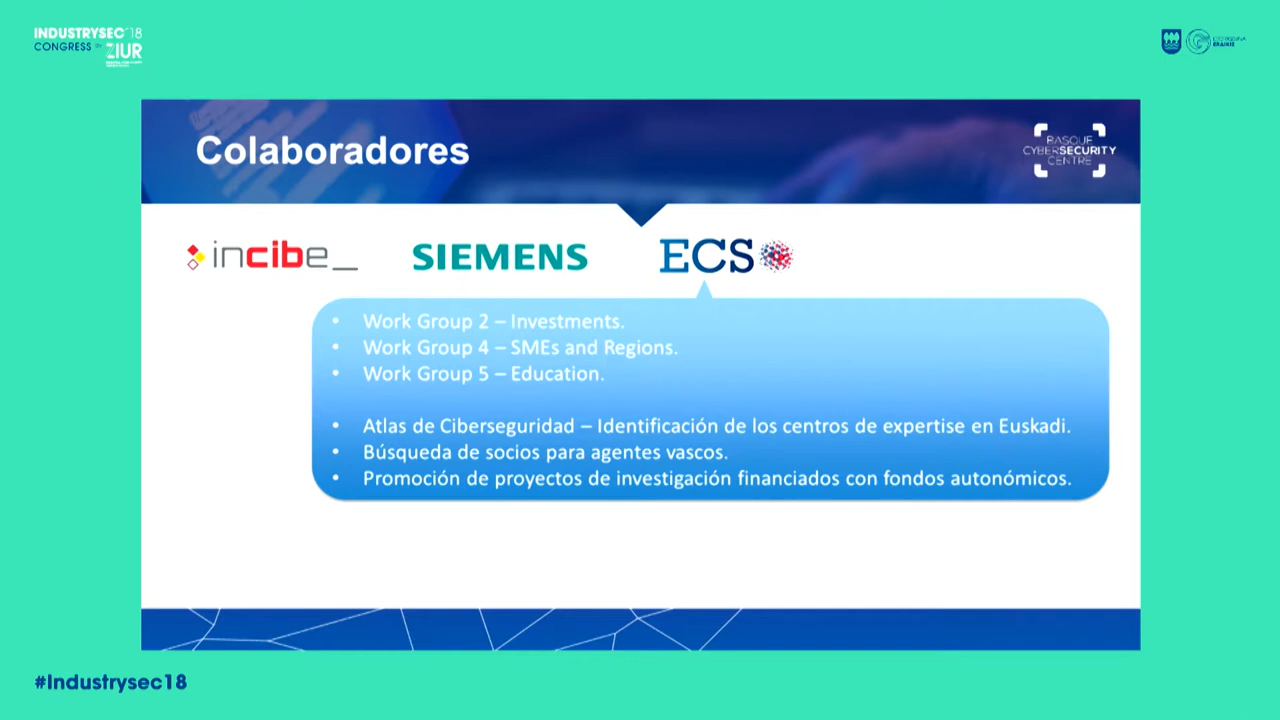 INDUSTRYSEC'18
CONGRESS BY ZIUR
Colaboradores
BASQUE
CYBERSECURITY
CENTRE
incibe_
SIEMENS
ECS
• Work Group 2 – Investments.
• Work Group 4 – SMEs and Regions.
• Work Group 5 – Education.
• Atlas de Ciberseguridad – Identificación de los centros de expertise en Euskadi.
• Búsqueda de socios para agentes vascos.
• Promoción de proyectos de investigación financiados con fondos autonómicos.
#Industrysec18